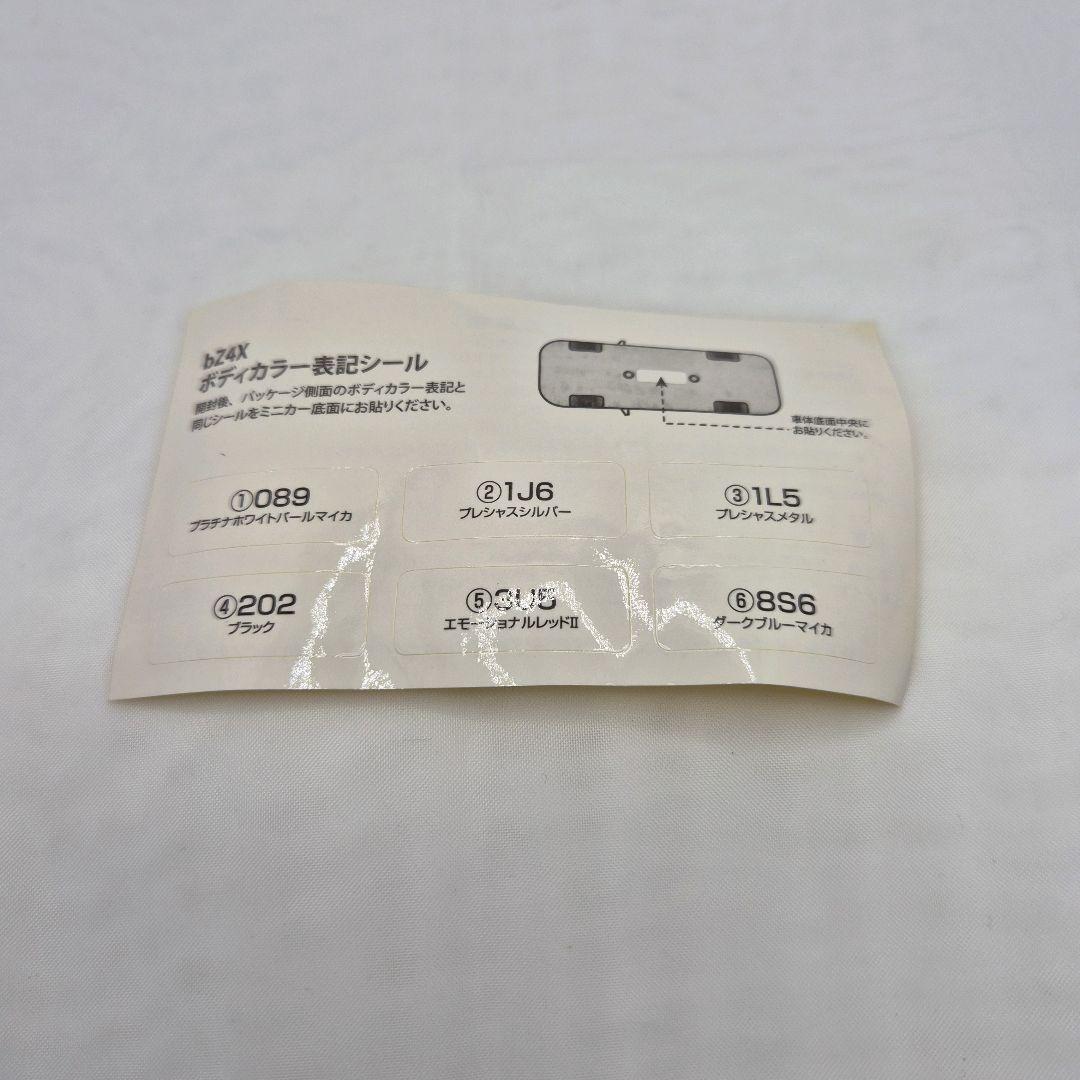 bZ4X
ボディカラー表記シール
開封後、パッケージ側面のボディカラー表記と
同じシールをミニカー底面にお貼りください。
車体底面中央に
お貼りください。
①089
プラチナホワイトパールマイカ
②1J6
プレシャスシルバー
③1L5
プレシャスメタル
④202
ブラック
⑤3U5
エモーショナルレッドⅡ
⑥8S6
ダークブルーマイカ